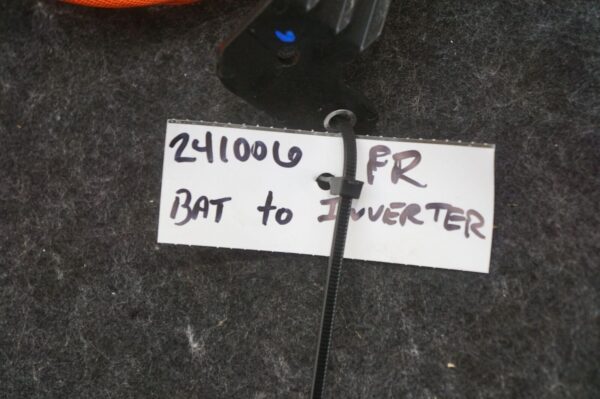 241006 FR
BAT to INVERTER